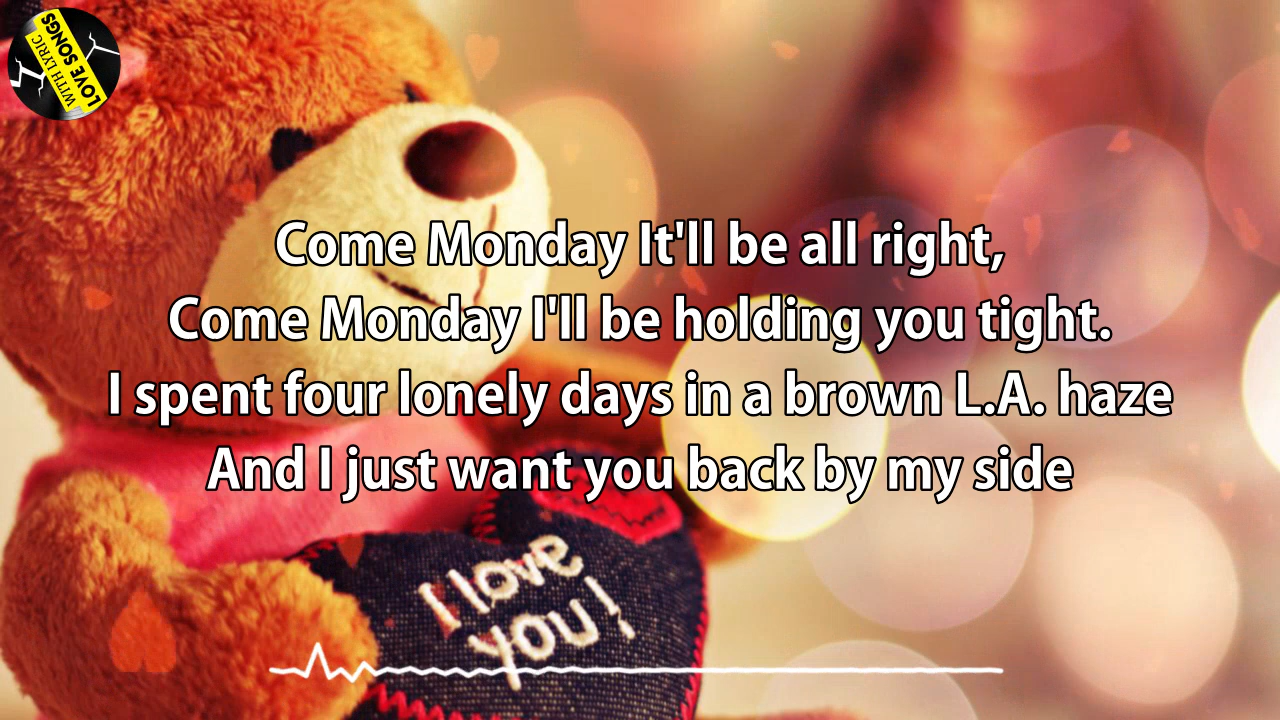 WITH LYRIC
LOVE SONGS
Come Monday It'll be all right,
Come Monday I'll be holding you tight.
I spent four lonely days in a brown L.A. haze
And I just want you back by my side
I love
you!